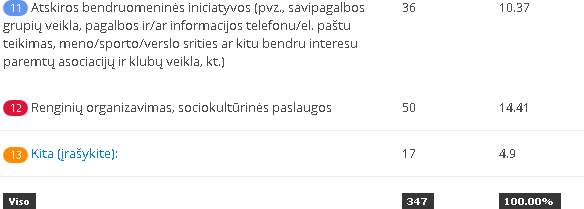 11 Atskiros bendruomeninės iniciatyvos (pvz., savipagalbos 36 10.37
grupių veikla, pagalbos ir/ar informacijos telefonu/el. paštu
teikimas, meno/sporto/verslo srities ar kitu bendru interesu
paremtų asociacijų ir klubų veikla, kt.)
12 Renginių organizavimas, sociokultūrinės paslaugos 50 14.41
13 Kita (įrašykite): 17 4.9
Viso 347 100.00%